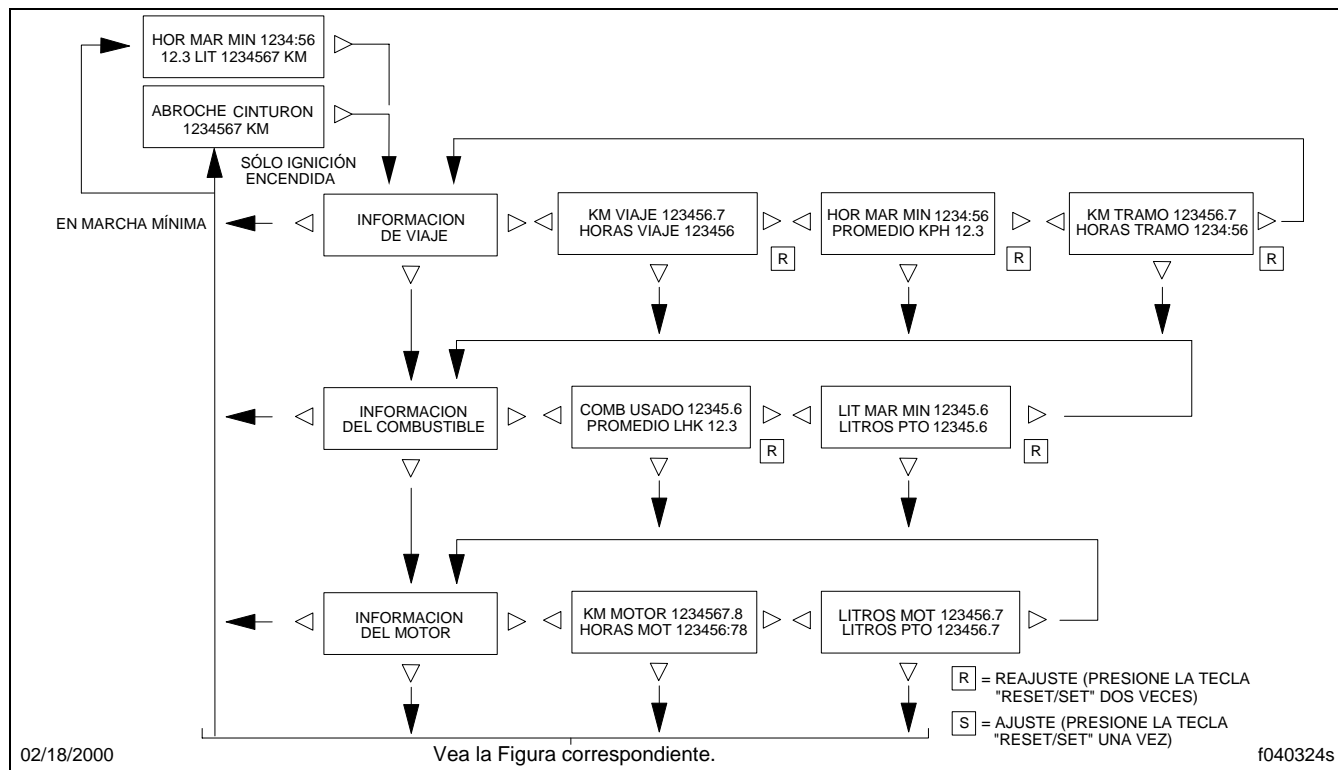 HOR MAR MIN 1234:56
12.3 LIT 1234567 KM
ABROCHE CINTURON
1234567 KM
SÓLO IGNICIÓN
ENCENDIDA
EN MARCHA MÍNIMA
INFORMACION
DE VIAJE
KM VIAJE 123456.7
HORAS VIAJE 123456
R
HOR MAR MIN 1234:56
PROMEDIO KPH 12.3
R
KM TRAMO 123456.7
HORAS TRAMO 1234:56
R
INFORMACION
DEL COMBUSTIBLE
COMB USADO 12345.6
PROMEDIO LHK 12.3
R
LIT MAR MIN 12345.6
LITROS PTO 12345.6
R
INFORMACION
DEL MOTOR
KM MOTOR 1234567.8
HORAS MOT 123456:78
LITROS MOT 123456.7
LITROS PTO 123456.7
R = REAJUSTE (PRESIONE LA TECLA
"RESET/SET" DOS VECES)
S = AJUSTE (PRESIONE LA TECLA
"RESET/SET" UNA VEZ)
02/18/2000
Vea la Figura correspondiente.
f040324s